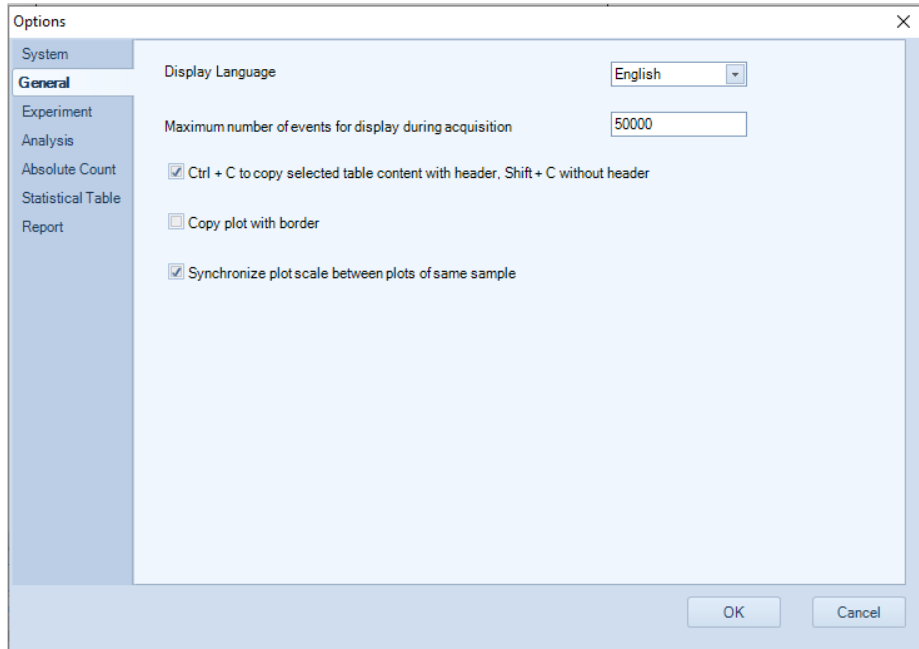 Options
System
General
Experiment
Analysis
Absolute Count
Statistical Table
Report
Display Language
English
Maximum number of events for display during acquisition
50000
Ctrl + C to copy selected table content with header, Shift + C without header
Copy plot with border
Synchronize plot scale between plots of same sample
OK
Cancel